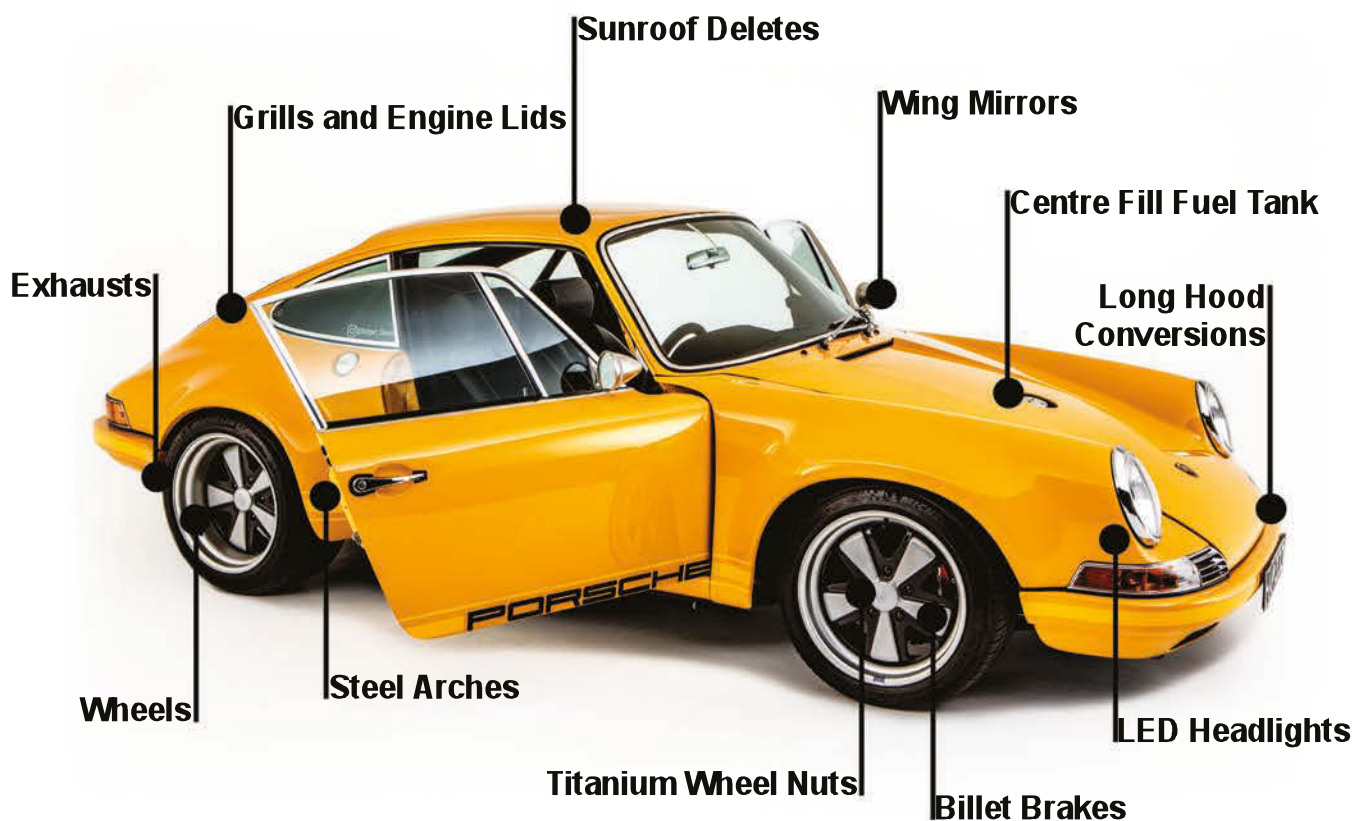 Sunroof Deletes
Wing Mirrors
Grills and Engine Lids
Centre Fill Fuel Tank
Exhausts
Long Hood
Conversions
PORSCHE
Steel Arches
Wheels
LED Headlights
Titanium Wheel Nuts
Billet Brakes